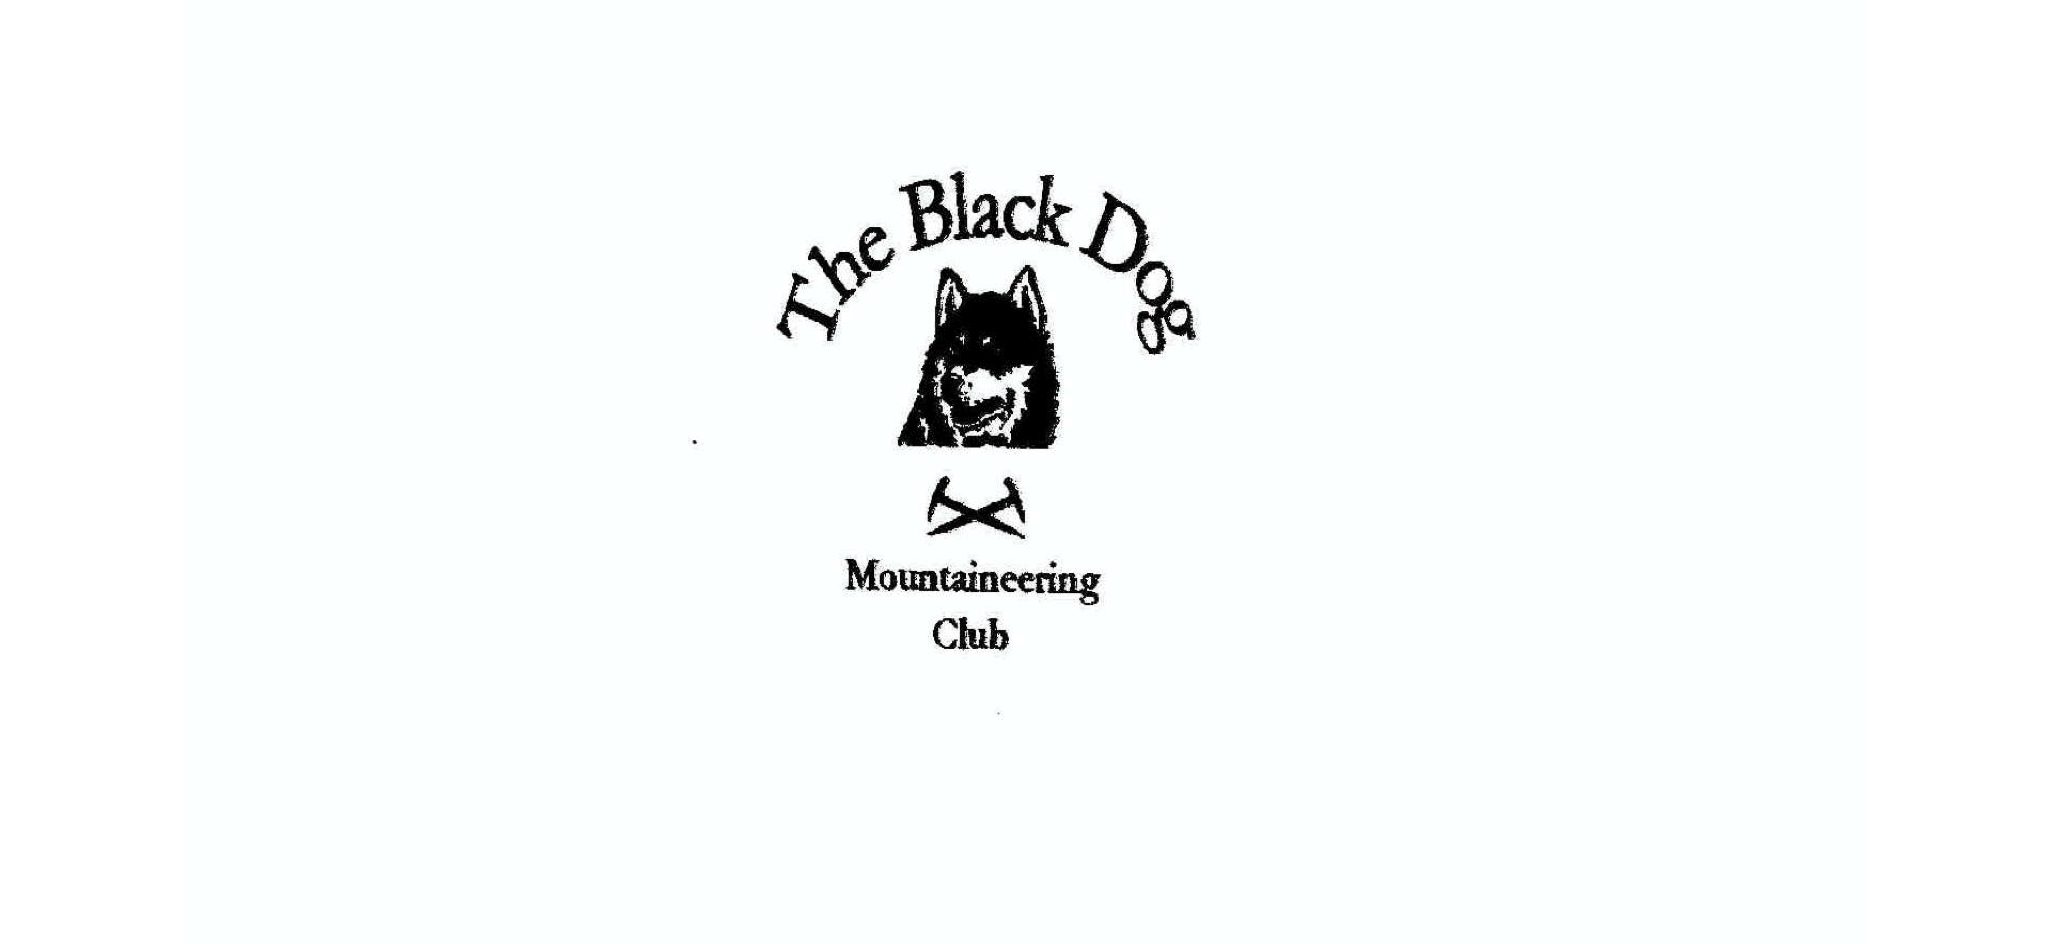 The Black Dog
Mountaineering
Club